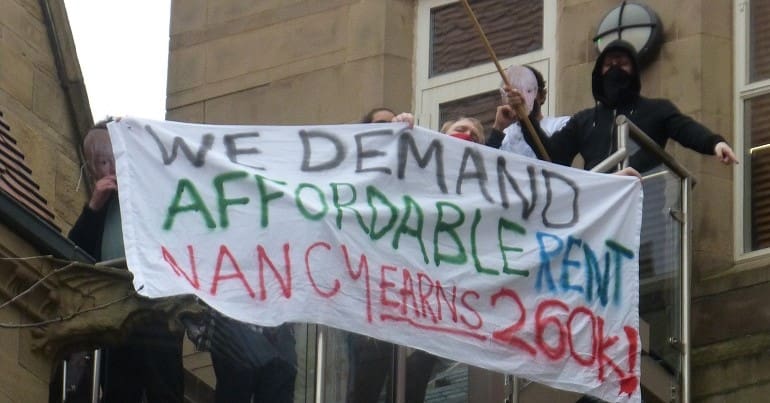 WE DEMAND
AFFORDABLE RENT
NANCY EARNS 260K!